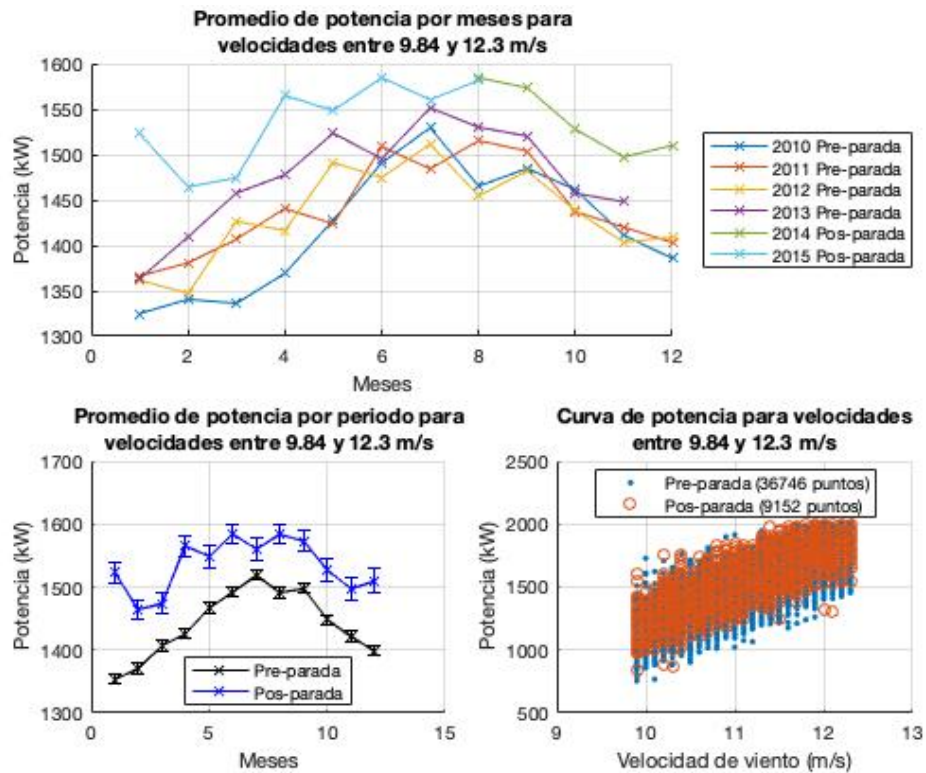 Promedio de potencia por meses para
velocidades entre 9.84 y 12.3 m/s
1600
1550
1500
1450
1400
1350
1300
Potencia (kW)
0
2
4
6
8
10
12
Meses
2010 Pre-parada
2011 Pre-parada
2012 Pre-parada
2013 Pre-parada
2014 Pos-parada
2015 Pos-parada
Promedio de potencia por periodo para
velocidades entre 9.84 y 12.3 m/s
1700
1600
1500
1400
1300
Potencia (kW)
0
5
10
15
Meses
Pre-parada
Pos-parada
Curva de potencia para velocidades
entre 9.84 y 12.3 m/s
2500
2000
1500
1000
500
Potencia (kW)
10
11
12
13
Velocidad de viento (m/s)
Pre-parada (36746 puntos)
Pos-parada (9152 puntos)